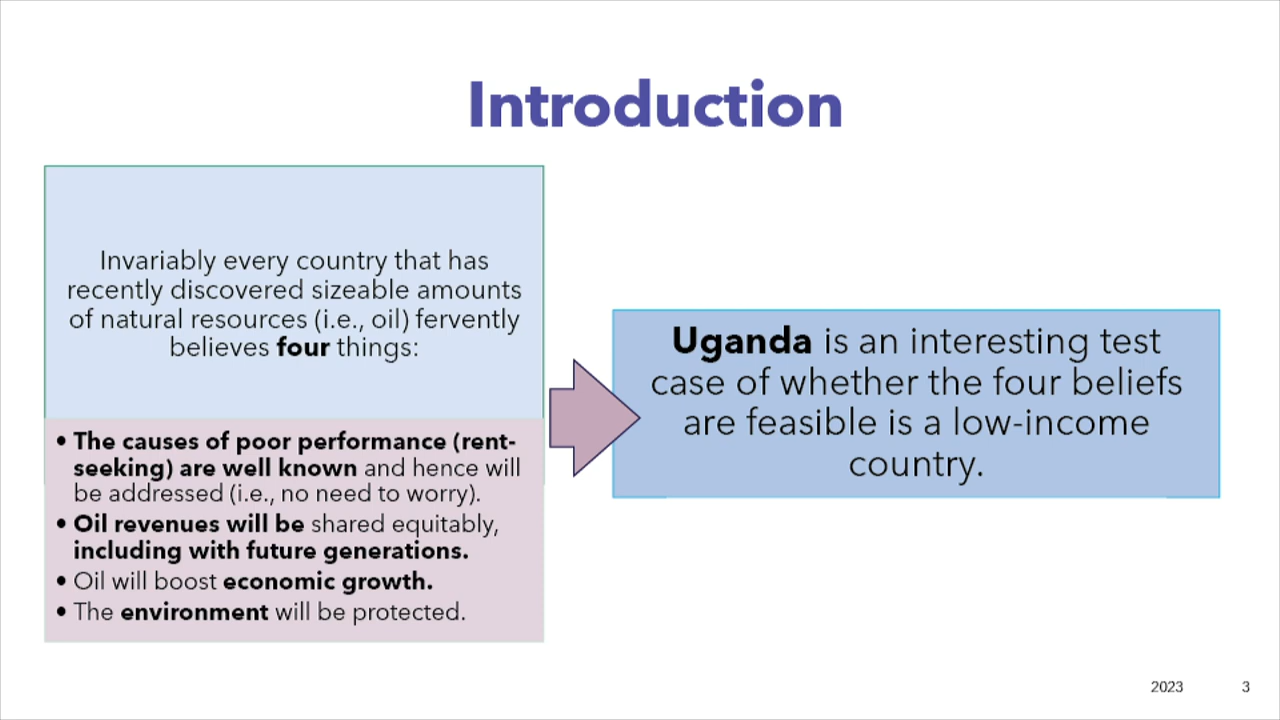 Introduction
Invariably every country that has
recently discovered sizeable amounts
of natural resources (i.e., oil) fervently
believes four things:
• The causes of poor performance (rent-
seeking) are well known and hence will
be addressed (i.e., no need to worry).
• Oil revenues will be shared equitably,
including with future generations.
• Oil will boost economic growth.
• The environment will be protected.
Uganda is an interesting test
case of whether the four beliefs
are feasible is a low-income
country.
2023 3